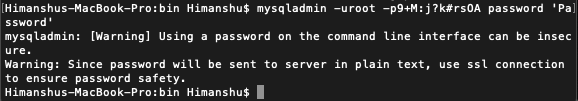 [Himanshus-MacBook-Pro:bin Himanshu$ mysqladmin -uroot -p9+M:j?k#rsOA password 'Pa]
ssword'
mysqladmin: [Warning] Using a password on the command line interface can be insec
ure.
Warning: Since password will be sent to server in plain text, use ssl connection
to ensure password safety.
Himanshus-MacBook-Pro:bin Himanshu$